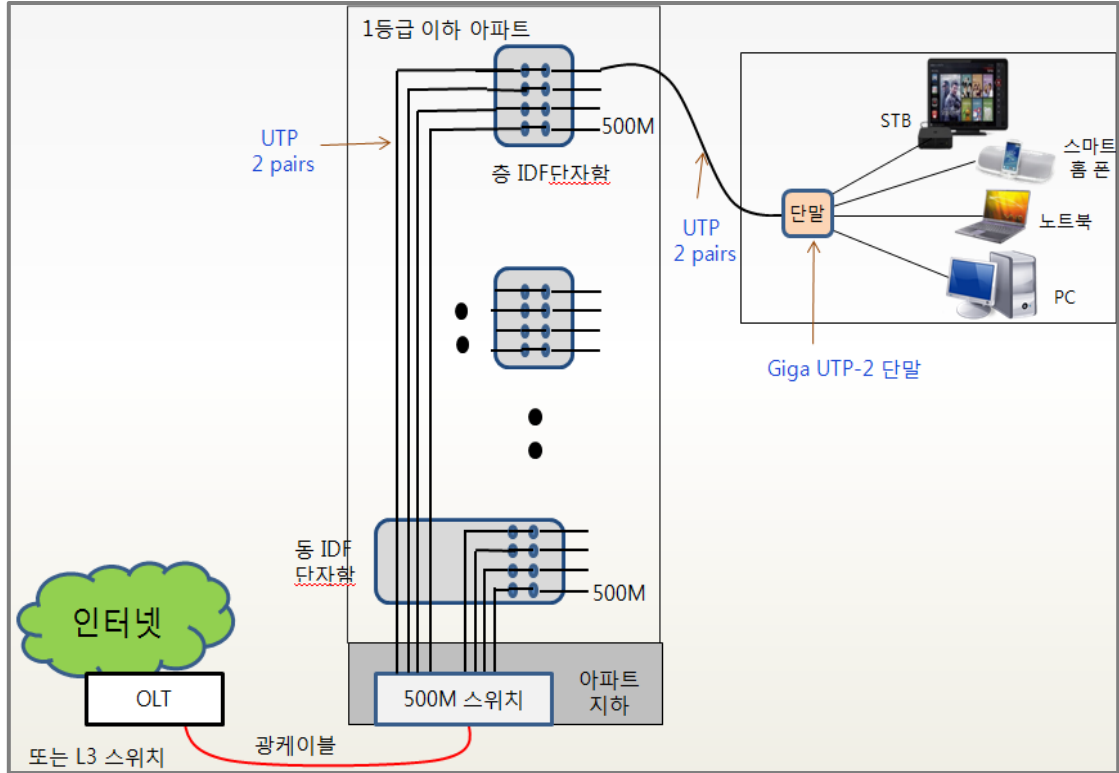 1등급 이하 아파트
UTP
2 pairs
500M
층 IDF단자함
UTP
2 pairs
단말
STB
스마트
홈 폰
노트북
PC
Giga UTP-2 단말
동 IDF
단자함
500M
인터넷
OLT
500M 스위치
아파트
지하
또는 L3 스위치
광케이블